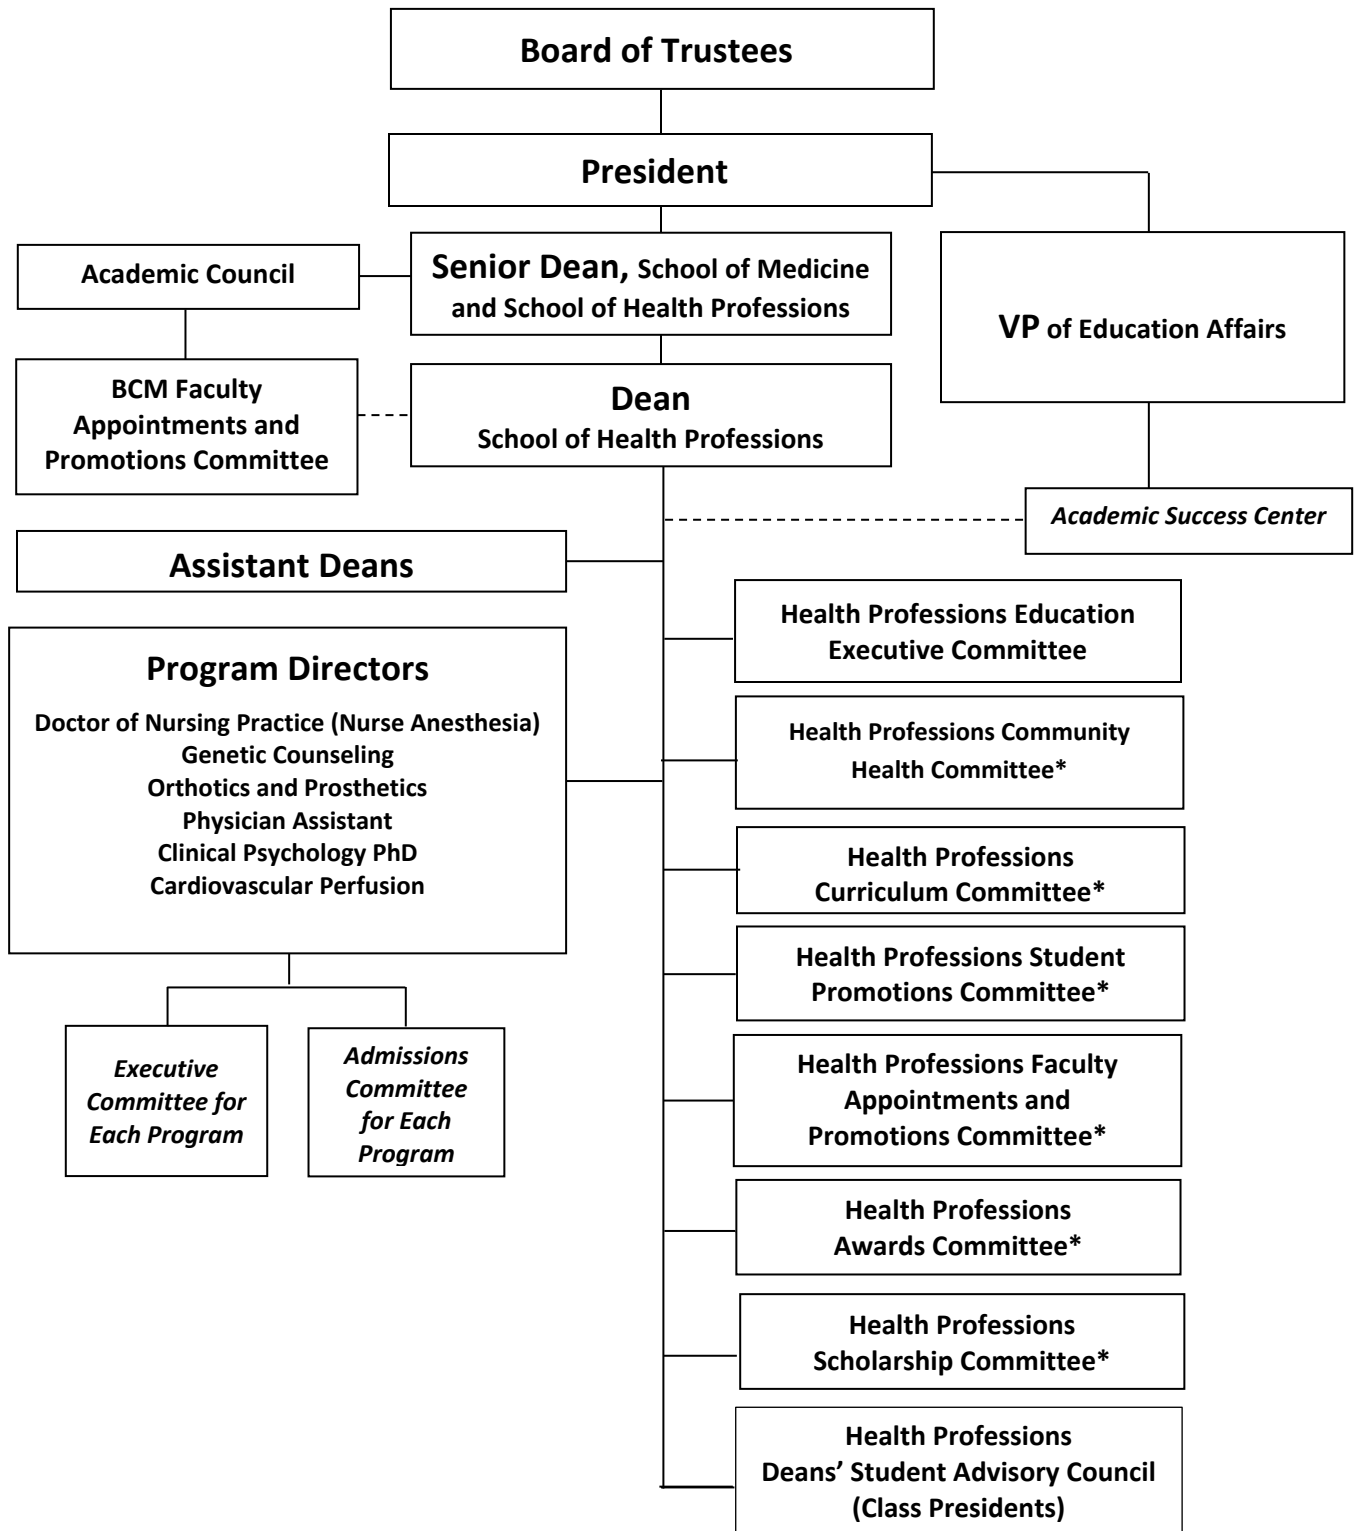 Board of Trustees
President
Academic Council
Senior Dean, School of Medicine
and School of Health Professions
VP of Education Affairs
BCM Faculty
Appointments and
Promotions Committee
Dean
School of Health Professions
Academic Success Center
Assistant Deans
Health Professions Education
Executive Committee
Program Directors
Doctor of Nursing Practice (Nurse Anesthesia)
Genetic Counseling
Orthotics and Prosthetics
Physician Assistant
Clinical Psychology PhD
Cardiovascular Perfusion
Health Professions Community
Health Committee*
Health Professions
Curriculum Committee*
Health Professions Student
Promotions Committee*
Executive
Committee for
Each Program
Admissions
Committee
for Each
Program
Health Professions Faculty
Appointments and
Promotions Committee*
Health Professions
Awards Committee*
Health Professions
Scholarship Committee*
Health Professions
Deans’ Student Advisory Council
(Class Presidents)